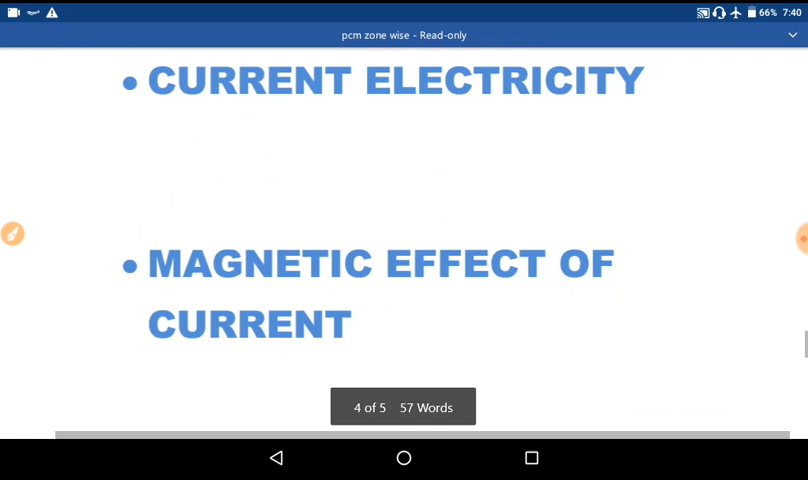 66% 7:40
pcm zone wise - Read-only
• CURRENT ELECTRICITY
• MAGNETIC EFFECT OF
CURRENT
4 of 5 57 Words